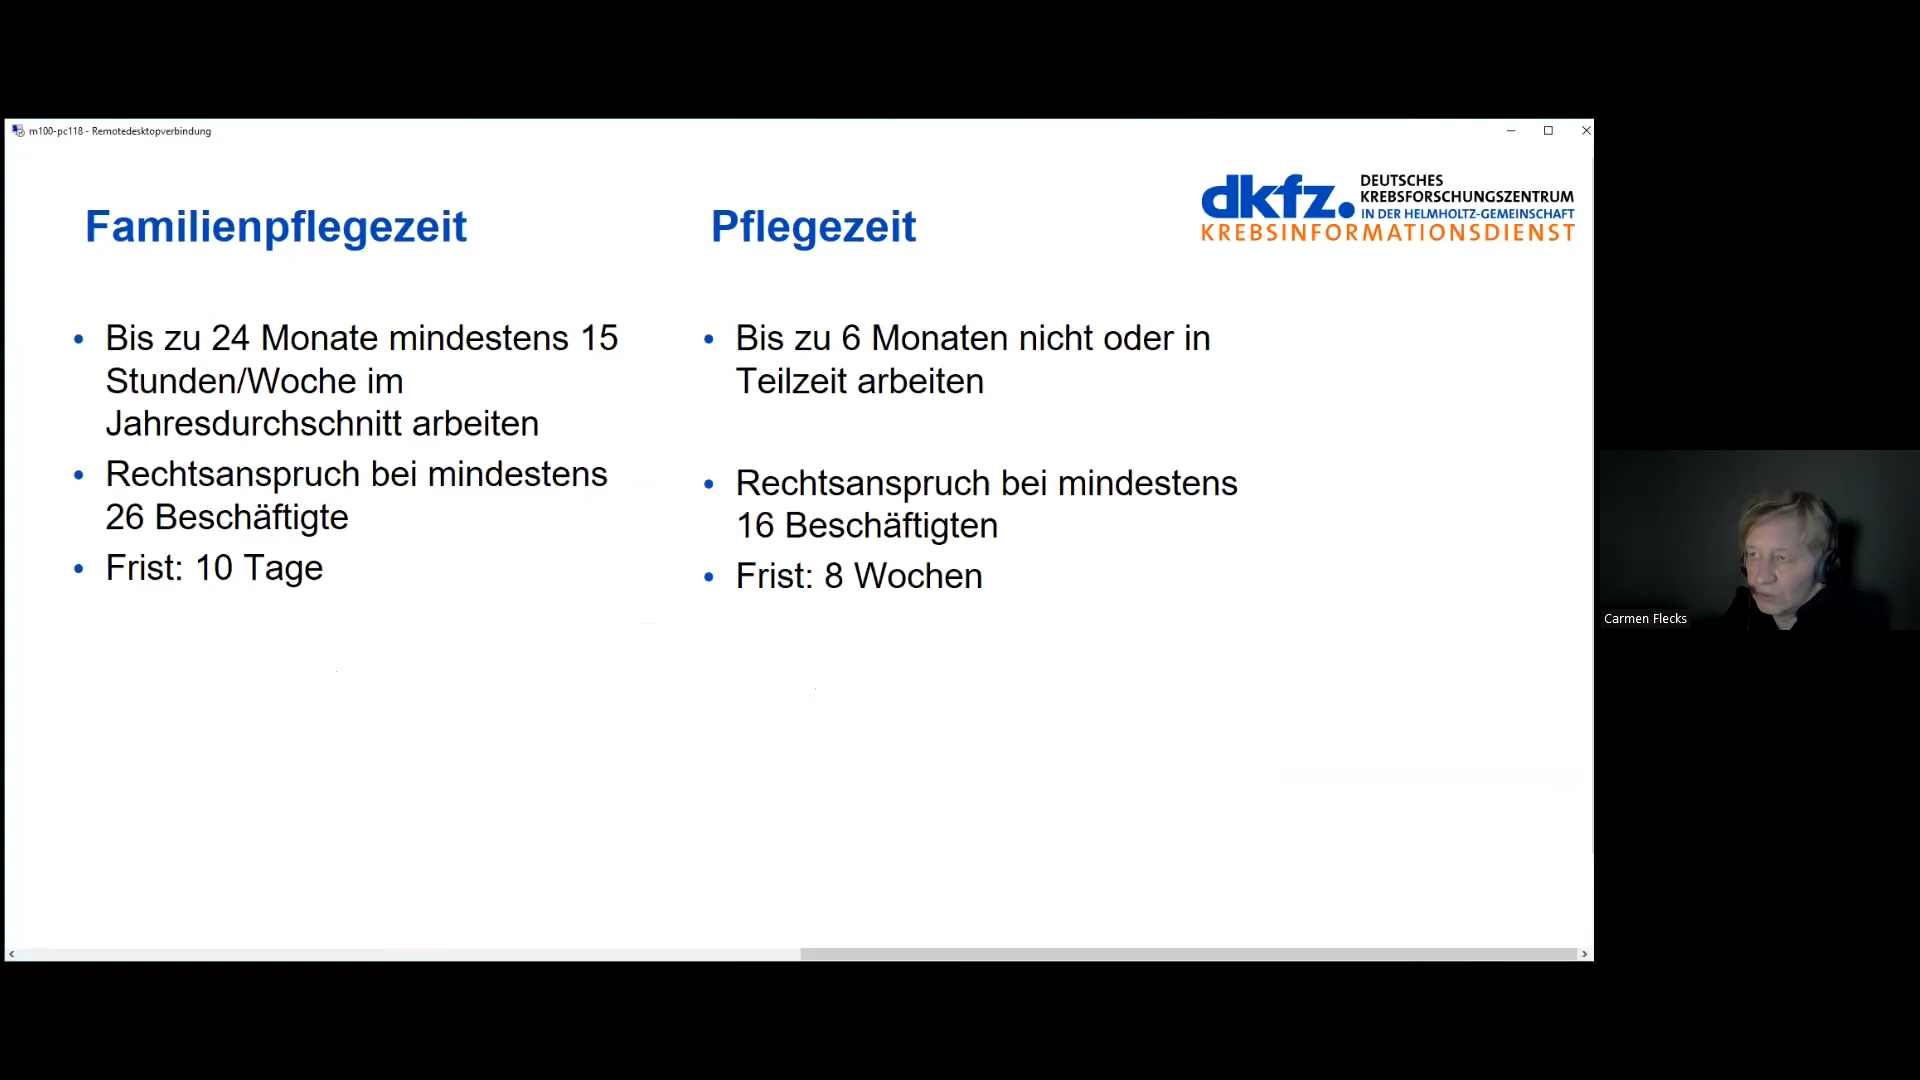 m100-pc118 - Remotedesktopverbindung
dkfz.
DEUTSCHES
KREBSFORSCHUNGSZENTRUM
IN DER HELMHOLTZ-GEMEINSCHAFT
KREBSINFORMATIONSDIENST
Familienpflegezeit
• Bis zu 24 Monate mindestens 15
Stunden/Woche im
Jahresdurchschnitt arbeiten
• Rechtsanspruch bei mindestens
26 Beschäftigte
• Frist: 10 Tage
Pflegezeit
• Bis zu 6 Monaten nicht oder in
Teilzeit arbeiten
• Rechtsanspruch bei mindestens
16 Beschäftigten
• Frist: 8 Wochen
Carmen Flecks